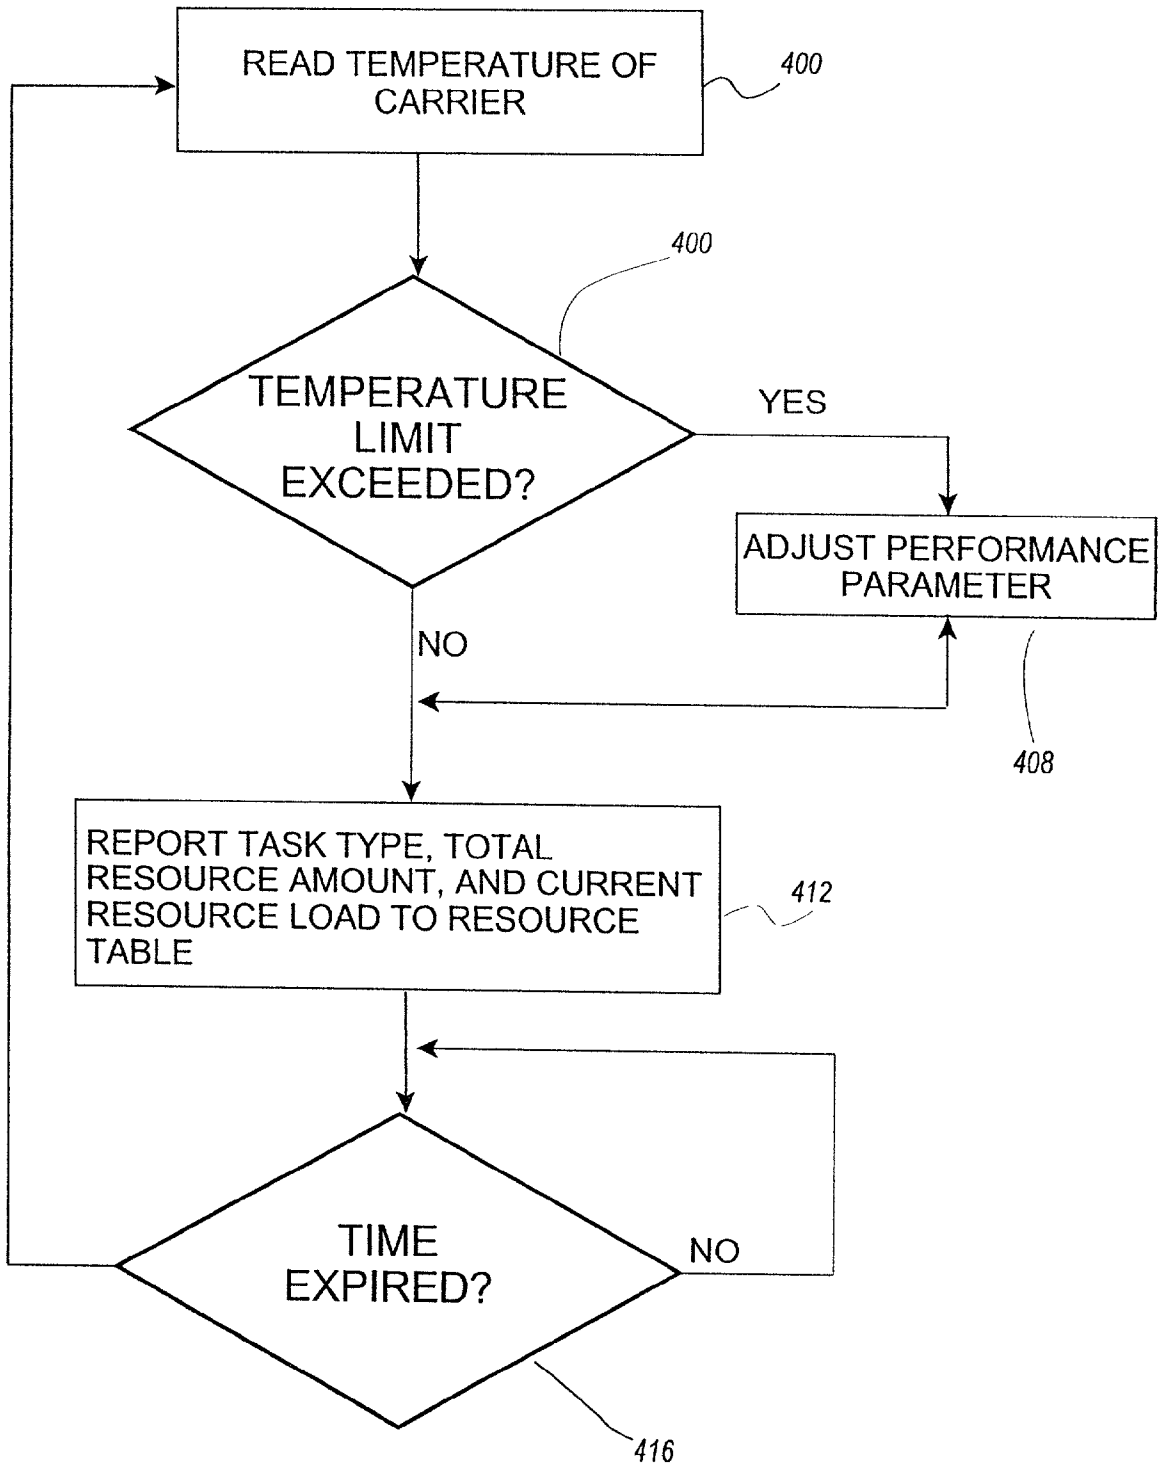 READ TEMPERATURE OF
CARRIER
400
400
TEMPERATURE
LIMIT
EXCEEDED?
YES
ADJUST PERFORMANCE
PARAMETER
NO
408
REPORT TASK TYPE, TOTAL
RESOURCE AMOUNT, AND CURRENT
RESOURCE LOAD TO RESOURCE
TABLE
412
TIME
EXPIRED?
NO
416